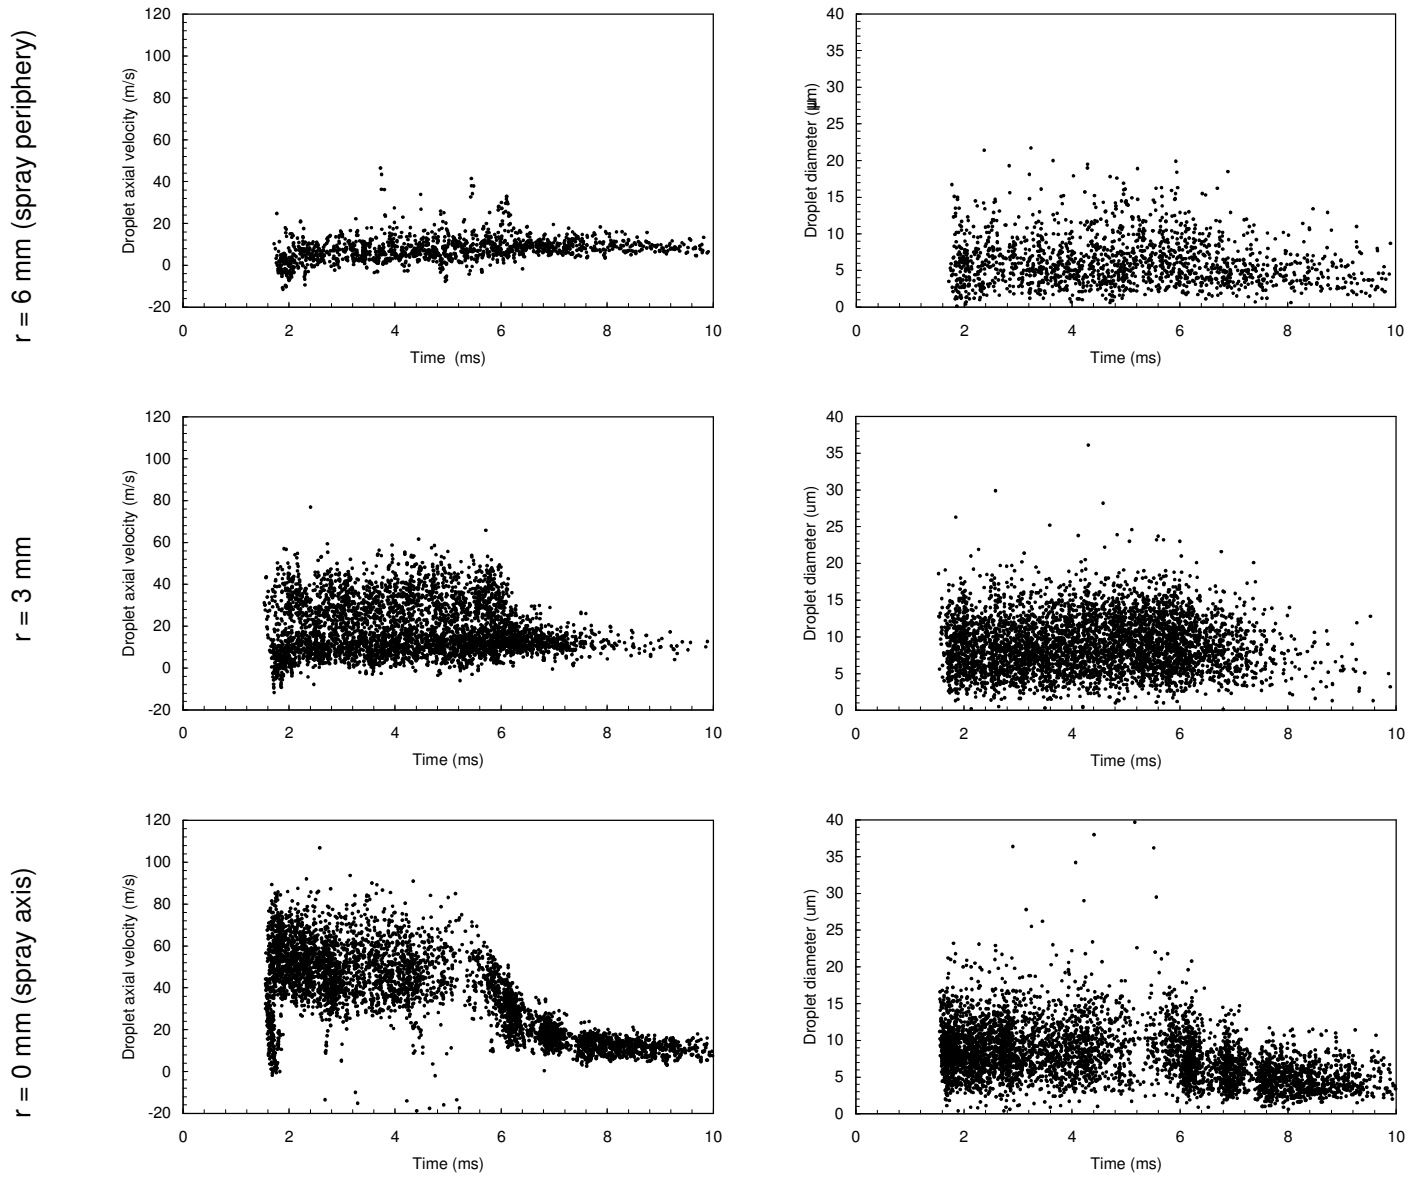 r = 6 mm (spray periphery)
Droplet axial velocity (m/s)
120
100
80
60
40
20
0
-20
0 2 4 6 8 10
Time (ms)
Droplet diameter (µm)
40
35
30
25
20
15
10
5
0
0 2 4 6 8 10
Time (ms)
r = 3 mm
Droplet axial velocity (m/s)
120
100
80
60
40
20
0
-20
0 2 4 6 8 10
Time (ms)
Droplet diameter (um)
40
35
30
25
20
15
10
5
0
0 2 4 6 8 10
Time (ms)
r = 0 mm (spray axis)
Droplet axial velocity (m/s)
120
100
80
60
40
20
0
-20
0 2 4 6 8 10
Time (ms)
Droplet diameter (um)
40
35
30
25
20
15
10
5
0
0 2 4 6 8 10
Time (ms)